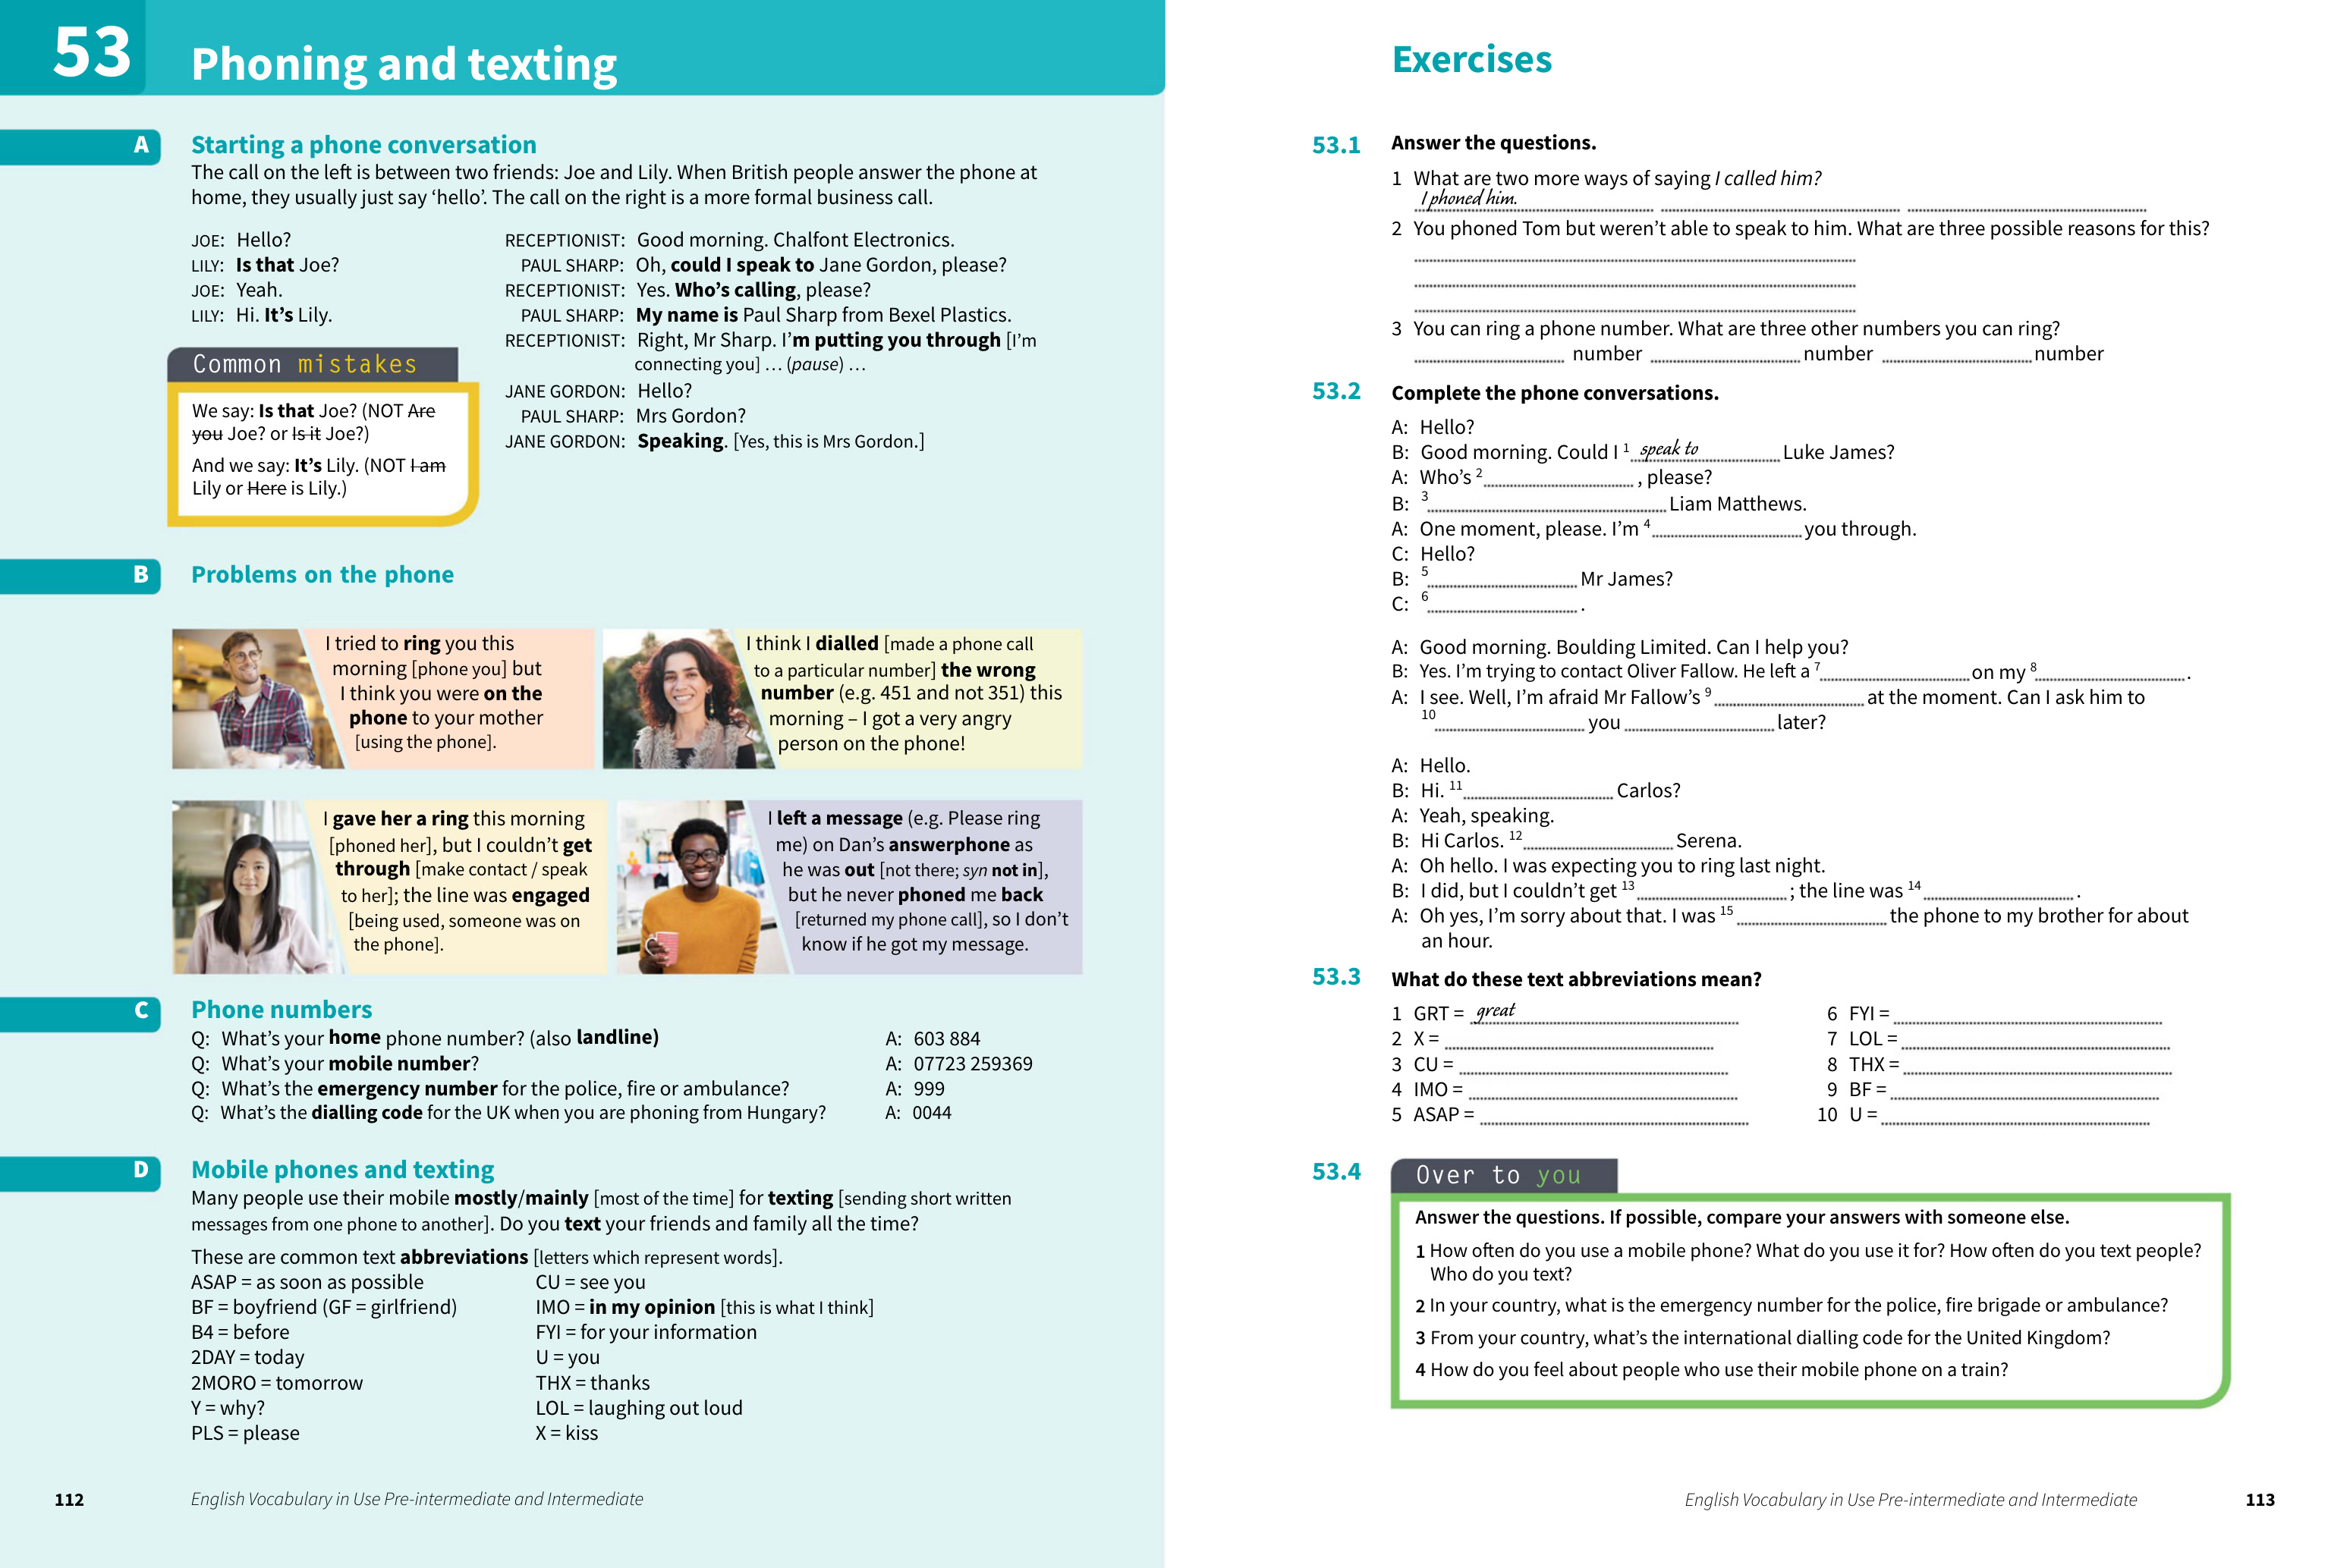 53
Phoning and texting
A
Starting a phone conversation
The call on the left is between two friends: Joe and Lily. When British people answer the phone at
home, they usually just say ‘hello’. The call on the right is a more formal business call.
JOE: Hello?
LILY: Is that Joe?
JOE: Yeah.
LILY: Hi. It’s Lily.
RECEPTIONIST: Good morning. Chalfont Electronics.
PAUL SHARP: Oh, could I speak to Jane Gordon, please?
RECEPTIONIST: Yes. Who’s calling, please?
PAUL SHARP: My name is Paul Sharp from Bexel Plastics.
RECEPTIONIST: Right, Mr Sharp. I’m putting you through [I’m
connecting you] … (pause) …
JANE GORDON: Hello?
PAUL SHARP: Mrs Gordon?
JANE GORDON: Speaking. [Yes, this is Mrs Gordon.]
Common mistakes
We say: Is that Joe? (NOT Are
you Joe? or Is it Joe?)
And we say: It’s Lily. (NOT I am
Lily or Here is Lily.)
B
Problems on the phone
I tried to ring you this
morning [phone you] but
I think you were on the
phone to your mother
[using the phone].
I think I dialled [made a phone call
to a particular number] the wrong
number (e.g. 451 and not 351) this
morning – I got a very angry
person on the phone!
I gave her a ring this morning
[phoned her], but I couldn’t get
through [make contact / speak
to her]; the line was engaged
[being used, someone was on
the phone].
I left a message (e.g. Please ring
me) on Dan’s answerphone as
he was out [not there; syn not in],
but he never phoned me back
[returned my phone call], so I don’t
know if he got my message.
C
Phone numbers
Q: What’s your home phone number? (also landline) A: 603 884
Q: What’s your mobile number? A: 07723 259369
Q: What’s the emergency number for the police, fire or ambulance? A: 999
Q: What’s the dialling code for the UK when you are phoning from Hungary? A: 0044
D
Mobile phones and texting
Many people use their mobile mostly/mainly [most of the time] for texting [sending short written
messages from one phone to another]. Do you text your friends and family all the time?
These are common text abbreviations [letters which represent words].
ASAP = as soon as possible
BF = boyfriend (GF = girlfriend)
B4 = before
2DAY = today
2MORO = tomorrow
Y = why?
PLS = please
CU = see you
IMO = in my opinion [this is what I think]
FYI = for your information
U = you
THX = thanks
LOL = laughing out loud
X = kiss
112
English Vocabulary in Use Pre-intermediate and Intermediate
Exercises
53.1 Answer the questions.
1 What are two more ways of saying I called him?
I phoned him.
2 You phoned Tom but weren’t able to speak to him. What are three possible reasons for this?
3 You can ring a phone number. What are three other numbers you can ring?
number number number
53.2 Complete the phone conversations.
A: Hello?
B: Good morning. Could I 1 speak to Luke James?
A: Who’s 2 , please?
B: 3 Liam Matthews.
A: One moment, please. I’m 4 you through.
C: Hello?
B: 5 Mr James?
C: 6 .
A: Good morning. Boulding Limited. Can I help you?
B: Yes. I’m trying to contact Oliver Fallow. He left a 7 on my 8 .
A: I see. Well, I’m afraid Mr Fallow’s 9 at the moment. Can I ask him to
10 you later?
A: Hello.
B: Hi. 11 Carlos?
A: Yeah, speaking.
B: Hi Carlos. 12 Serena.
A: Oh hello. I was expecting you to ring last night.
B: I did, but I couldn’t get 13 ; the line was 14 .
A: Oh yes, I’m sorry about that. I was 15 the phone to my brother for about
an hour.
53.3 What do these text abbreviations mean?
1 GRT = great
2 X =
3 CU =
4 IMO =
5 ASAP =
6 FYI =
7 LOL =
8 THX =
9 BF =
10 U =
53.4
Over to you
Answer the questions. If possible, compare your answers with someone else.
1 How often do you use a mobile phone? What do you use it for? How often do you text people?
Who do you text?
2 In your country, what is the emergency number for the police, fire brigade or ambulance?
3 From your country, what’s the international dialling code for the United Kingdom?
4 How do you feel about people who use their mobile phone on a train?
English Vocabulary in Use Pre-intermediate and Intermediate
113